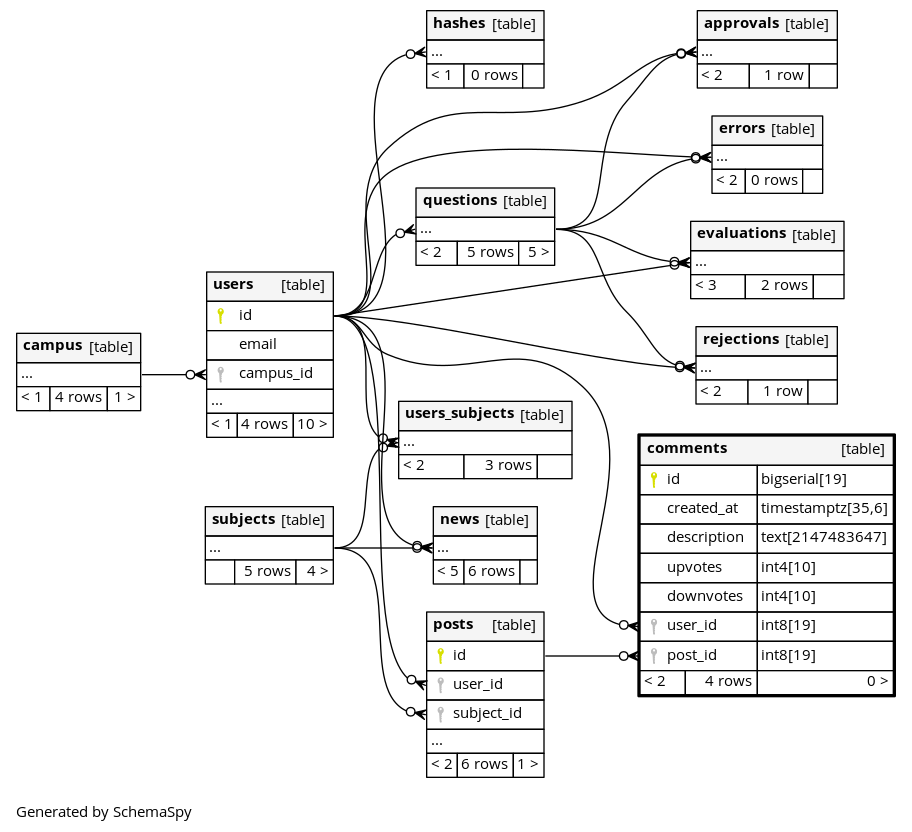 hashes [table]
...
< 1 0 rows
approvals [table]
...
< 2 1 row
errors [table]
...
< 2 0 rows
questions [table]
...
< 2 5 rows 5 >
evaluations [table]
...
< 3 2 rows
users [table]
id
email
campus_id
...
< 1 4 rows 10 >
campus [table]
...
< 1 4 rows 1 >
rejections [table]
...
< 2 1 row
users_subjects [table]
...
< 2 3 rows
comments [table]
id bigserial[19]
created_at timestamptz[35,6]
description text[2147483647]
upvotes int4[10]
downvotes int4[10]
user_id int8[19]
post_id int8[19]
< 2 4 rows 0 >
subjects [table]
...
5 rows 4 >
news [table]
...
< 5 6 rows
posts [table]
id
user_id
subject_id
...
< 2 6 rows 1 >
Generated by SchemaSpy